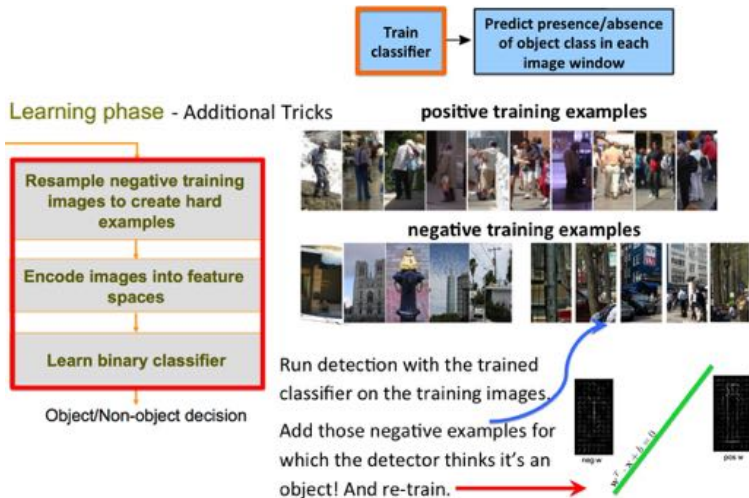 Train
classifier
Predict presence/absence
of object class in each
image window
Learning phase - Additional Tricks
positive training examples
Resample negative training
images to create hard
examples
negative training examples
Encode images into feature
spaces
Learn binary classifier
Object/Non-object decision
Run detection with the trained
classifier on the training images.
Add those negative examples for
which the detector thinks it's an
object! And re-train.
neg w
w^T · x + b = 0
pos w